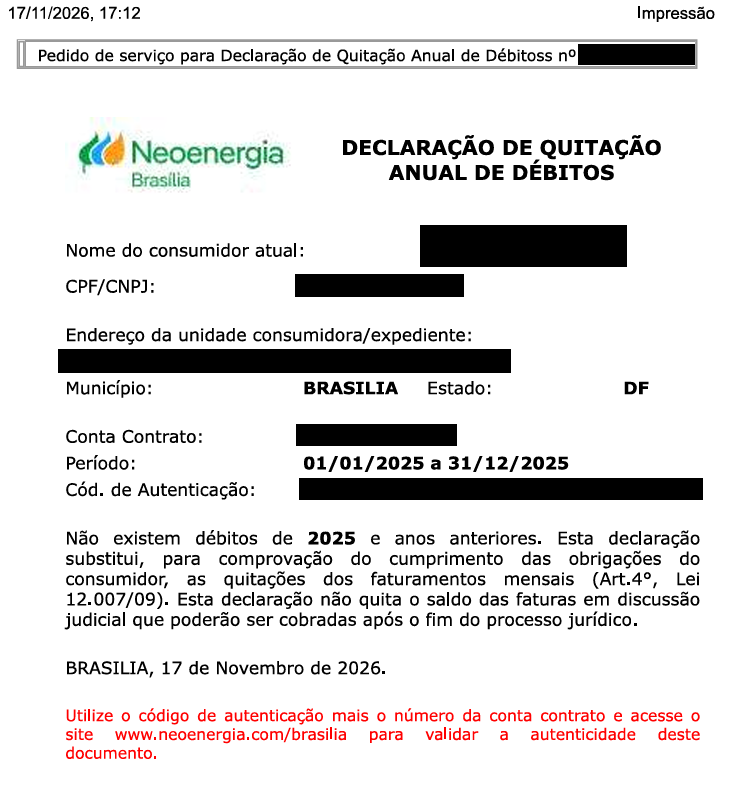 17/11/2026, 17:12 Impressão
Pedido de serviço para Declaração de Quitação Anual de Débitoss nº
Neoenergia
Brasília
DECLARAÇÃO DE QUITAÇÃO
ANUAL DE DÉBITOS
Nome do consumidor atual:
CPF/CNPJ:
Endereço da unidade consumidora/expediente:
Município: BRASILIA Estado: DF
Conta Contrato:
Período: 01/01/2025 a 31/12/2025
Cód. de Autenticação:
Não existem débitos de 2025 e anos anteriores. Esta declaração
substitui, para comprovação do cumprimento das obrigações do
consumidor, as quitações dos faturamentos mensais (Art.4°, Lei
12.007/09). Esta declaração não quita o saldo das faturas em discussão
judicial que poderão ser cobradas após o fim do processo jurídico.
BRASILIA, 17 de Novembro de 2026.
Utilize o código de autenticação mais o número da conta contrato e acesse o
site www.neoenergia.com/brasilia para validar a autenticidade deste
documento.